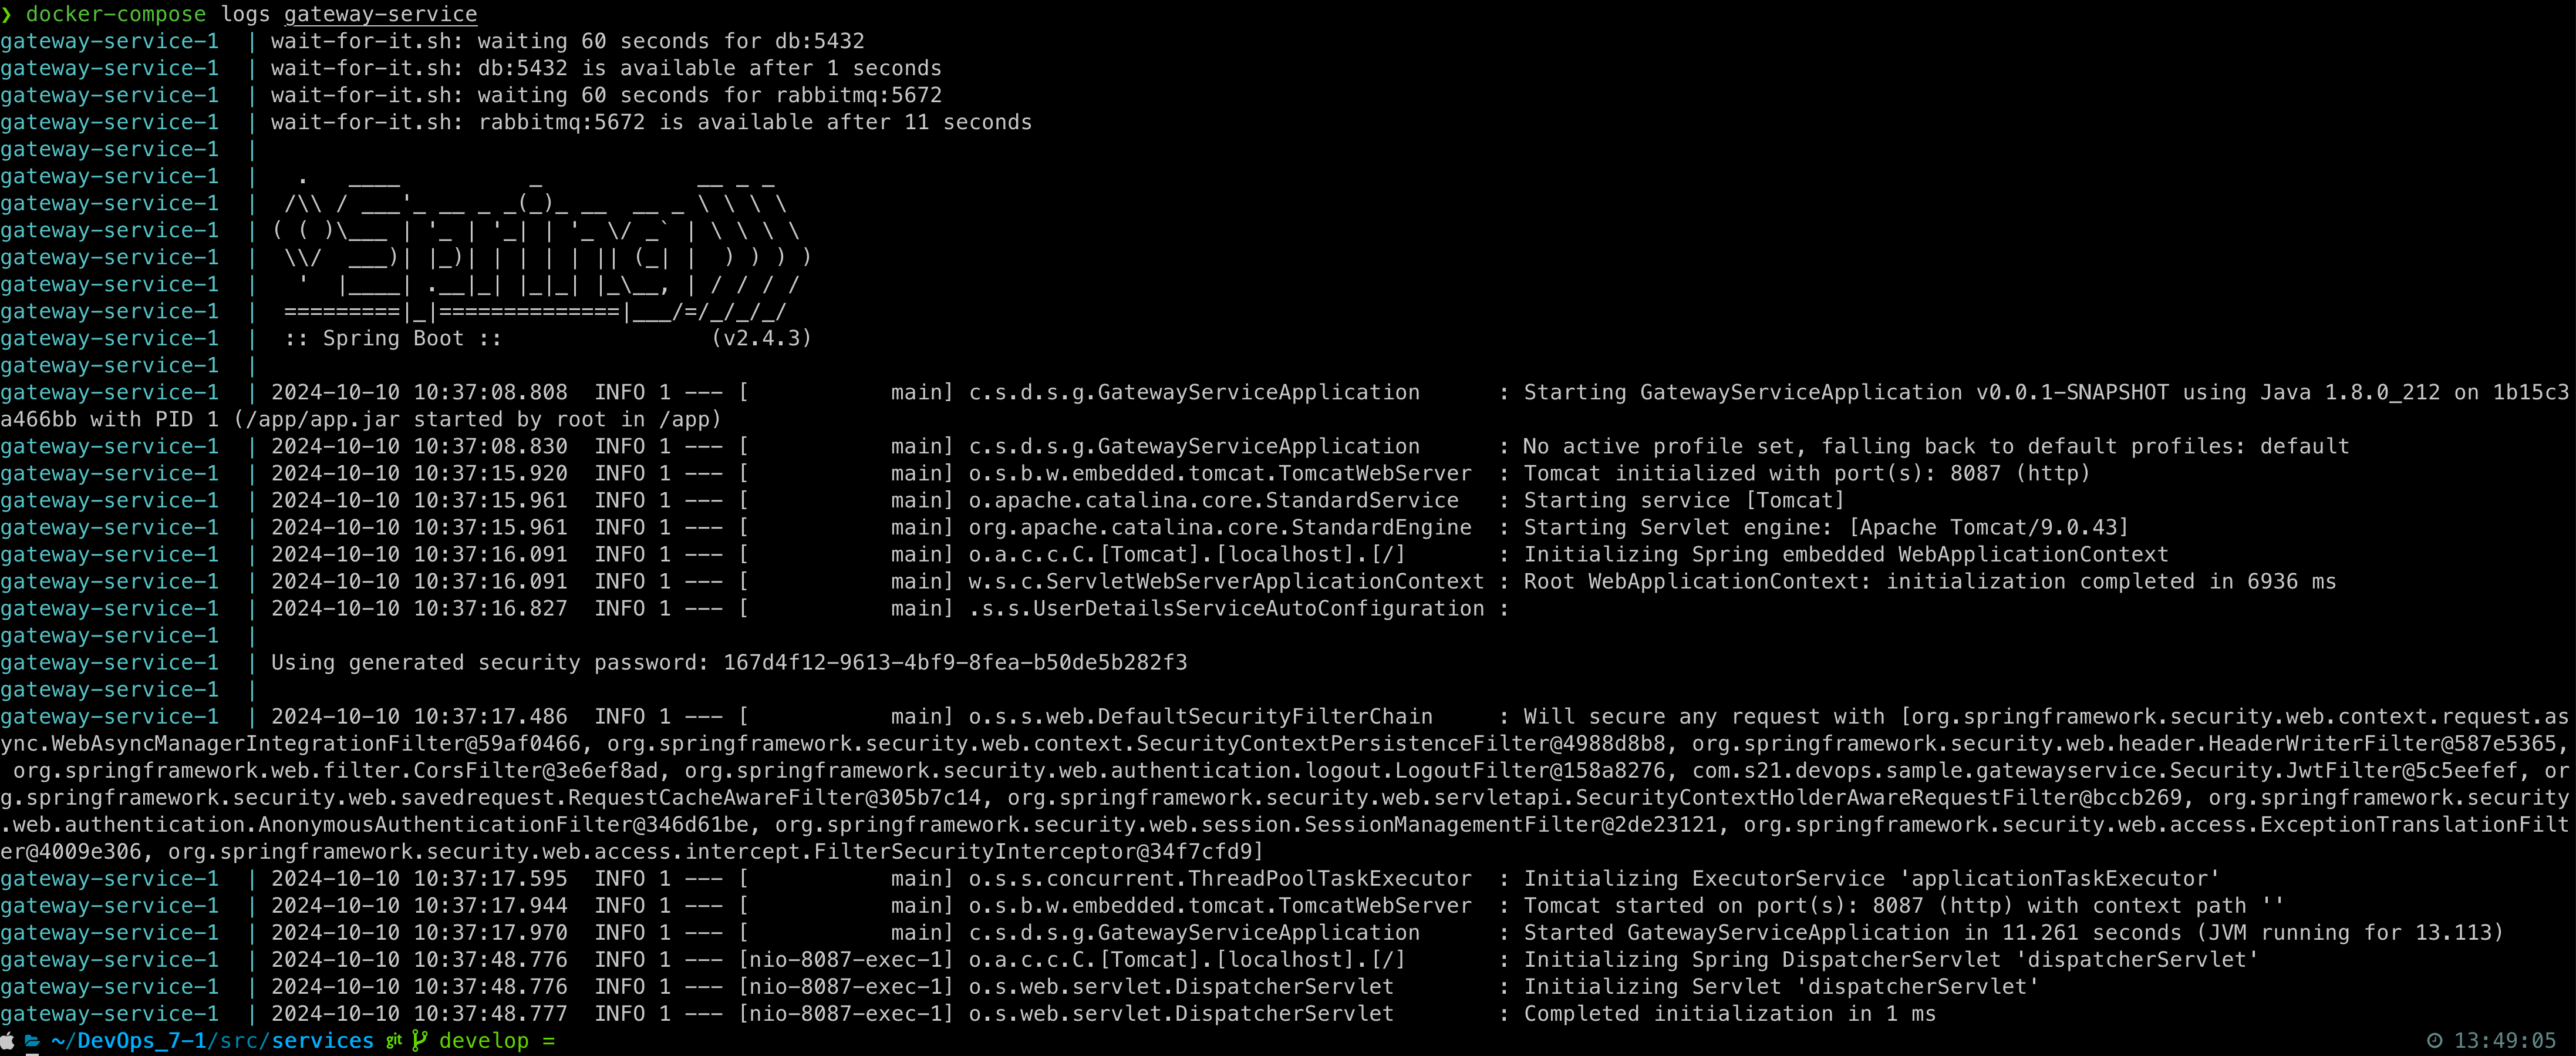 ❯ docker-compose logs gateway-service
gateway-service-1  | wait-for-it.sh: waiting 60 seconds for db:5432
gateway-service-1  | wait-for-it.sh: db:5432 is available after 1 seconds
gateway-service-1  | wait-for-it.sh: waiting 60 seconds for rabbitmq:5672
gateway-service-1  | wait-for-it.sh: rabbitmq:5672 is available after 11 seconds
gateway-service-1  |
gateway-service-1  |   .   ____          _            __ _ _
gateway-service-1  |  /\\ / ___'_ __ _ _(_)_ __  __ _ \ \ \ \
gateway-service-1  | ( ( )\___ | '_ | '_| | '_ \/ _` | \ \ \ \
gateway-service-1  |  \\/  ___)| |_)| | | | | || (_| |  ) ) ) )
gateway-service-1  |   '  |____| .__|_| |_|_| |_\__, | / / / /
gateway-service-1  |  =========|_|==============|___/=/_/_/_/
gateway-service-1  |  :: Spring Boot ::                (v2.4.3)
gateway-service-1  |
gateway-service-1  | 2024-10-10 10:37:08.808  INFO 1 --- [           main] c.s.d.s.g.GatewayServiceApplication      : Starting GatewayServiceApplication v0.0.1-SNAPSHOT using Java 1.8.0_212 on 1b15c3
a466bb with PID 1 (/app/app.jar started by root in /app)
gateway-service-1  | 2024-10-10 10:37:08.830  INFO 1 --- [           main] c.s.d.s.g.GatewayServiceApplication      : No active profile set, falling back to default profiles: default
gateway-service-1  | 2024-10-10 10:37:15.920  INFO 1 --- [           main] o.s.b.w.embedded.tomcat.TomcatWebServer  : Tomcat initialized with port(s): 8087 (http)
gateway-service-1  | 2024-10-10 10:37:15.961  INFO 1 --- [           main] o.apache.catalina.core.StandardService   : Starting service [Tomcat]
gateway-service-1  | 2024-10-10 10:37:15.961  INFO 1 --- [           main] org.apache.catalina.core.StandardEngine  : Starting Servlet engine: [Apache Tomcat/9.0.43]
gateway-service-1  | 2024-10-10 10:37:16.091  INFO 1 --- [           main] o.a.c.c.C.[Tomcat].[localhost].[/]       : Initializing Spring embedded WebApplicationContext
gateway-service-1  | 2024-10-10 10:37:16.091  INFO 1 --- [           main] w.s.c.ServletWebServerApplicationContext : Root WebApplicationContext: initialization completed in 6936 ms
gateway-service-1  | 2024-10-10 10:37:16.827  INFO 1 --- [           main] .s.s.UserDetailsServiceAutoConfiguration :
gateway-service-1  |
gateway-service-1  | Using generated security password: 167d4f12-9613-4bf9-8fea-b50de5b282f3
gateway-service-1  |
gateway-service-1  | 2024-10-10 10:37:17.486  INFO 1 --- [           main] o.s.s.web.DefaultSecurityFilterChain     : Will secure any request with [org.springframework.security.web.context.request.as
ync.WebAsyncManagerIntegrationFilter@59af0466, org.springframework.security.web.context.SecurityContextPersistenceFilter@4988d8b8, org.springframework.security.web.header.HeaderWriterFilter@587e5365,
 org.springframework.web.filter.CorsFilter@3e6ef8ad, org.springframework.security.web.authentication.logout.LogoutFilter@158a8276, com.s21.devops.sample.gatewayservice.Security.JwtFilter@5c5eefef, or
g.springframework.security.web.savedrequest.RequestCacheAwareFilter@305b7c14, org.springframework.security.web.servletapi.SecurityContextHolderAwareRequestFilter@bccb269, org.springframework.security
.web.authentication.AnonymousAuthenticationFilter@346d61be, org.springframework.security.web.session.SessionManagementFilter@2de23121, org.springframework.security.web.access.ExceptionTranslationFilt
er@4009e306, org.springframework.security.web.access.intercept.FilterSecurityInterceptor@34f7cfd9]
gateway-service-1  | 2024-10-10 10:37:17.595  INFO 1 --- [           main] o.s.s.concurrent.ThreadPoolTaskExecutor  : Initializing ExecutorService 'applicationTaskExecutor'
gateway-service-1  | 2024-10-10 10:37:17.944  INFO 1 --- [           main] o.s.b.w.embedded.tomcat.TomcatWebServer  : Tomcat started on port(s): 8087 (http) with context path ''
gateway-service-1  | 2024-10-10 10:37:17.970  INFO 1 --- [           main] c.s.d.s.g.GatewayServiceApplication      : Started GatewayServiceApplication in 11.261 seconds (JVM running for 13.113)
gateway-service-1  | 2024-10-10 10:37:48.776  INFO 1 --- [nio-8087-exec-1] o.a.c.c.C.[Tomcat].[localhost].[/]       : Initializing Spring DispatcherServlet 'dispatcherServlet'
gateway-service-1  | 2024-10-10 10:37:48.776  INFO 1 --- [nio-8087-exec-1] o.s.web.servlet.DispatcherServlet        : Initializing Servlet 'dispatcherServlet'
gateway-service-1  | 2024-10-10 10:37:48.777  INFO 1 --- [nio-8087-exec-1] o.s.web.servlet.DispatcherServlet        : Completed initialization in 1 ms
~/DevOps_7-1/src/services git develop = 13:49:05